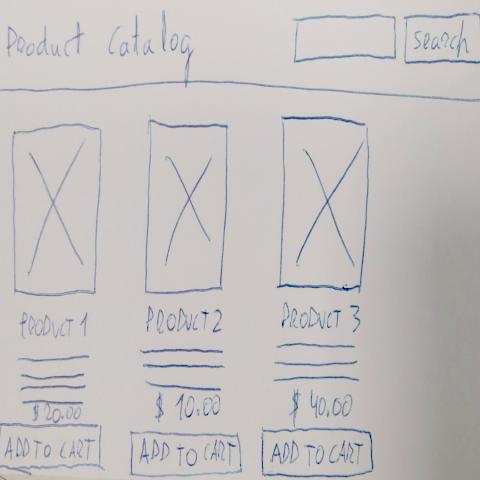 Product Catalog
Search
PRODUCT 1
PRODUCT 2
PRODUCT 3
$20.00
$ 10.00
$ 40.00
ADD TO CART
ADD TO CART
ADD TO CART